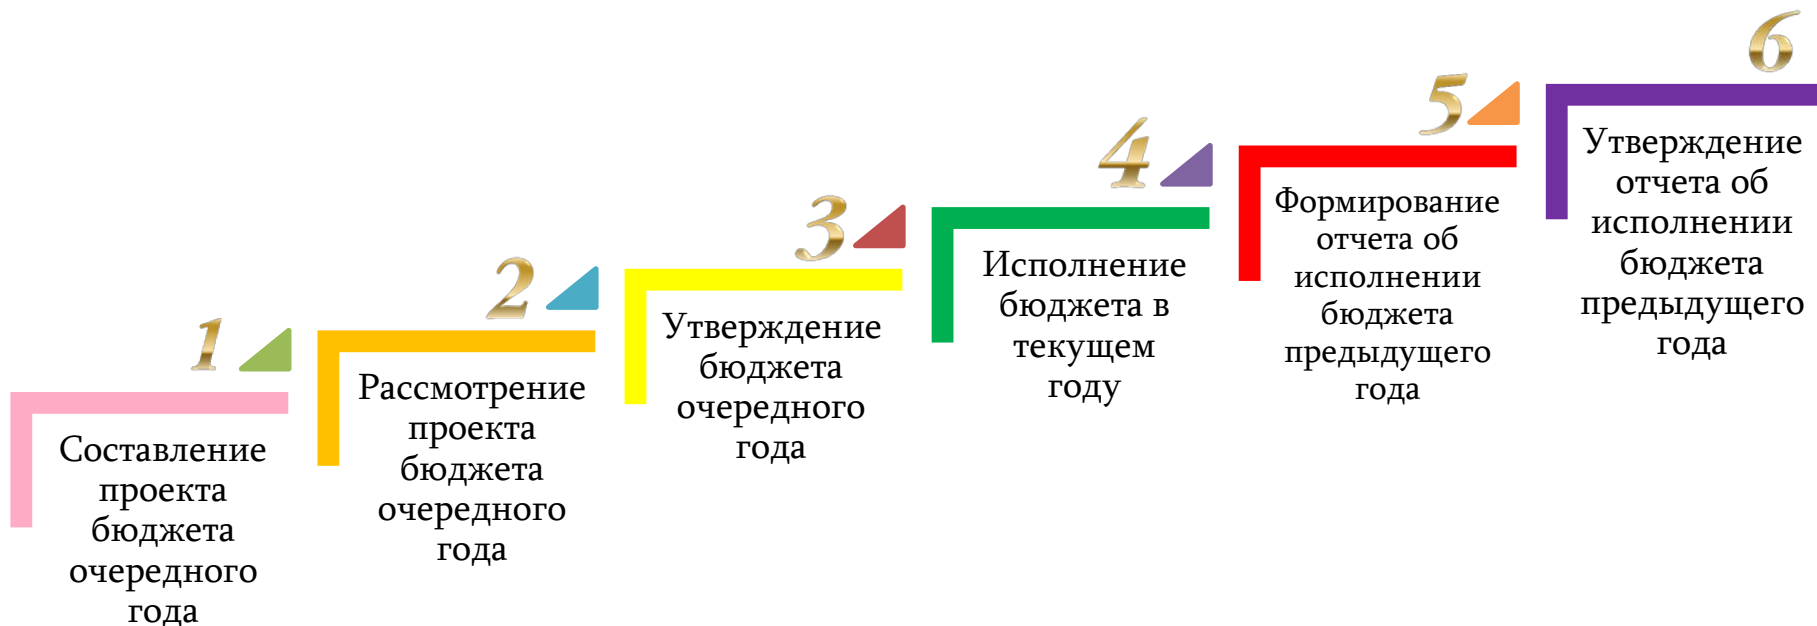 1
Составление
проекта
бюджета
очередного
года
2
Рассмотрение
проекта
бюджета
очередного
года
3
Утверждение
бюджета
очередного
года
4
Исполнение
бюджета в
текущем
году
5
Формирование
отчета об
исполнении
бюджета
предыдущего
года
6
Утверждение
отчета об
исполнении
бюджета
предыдущего
года